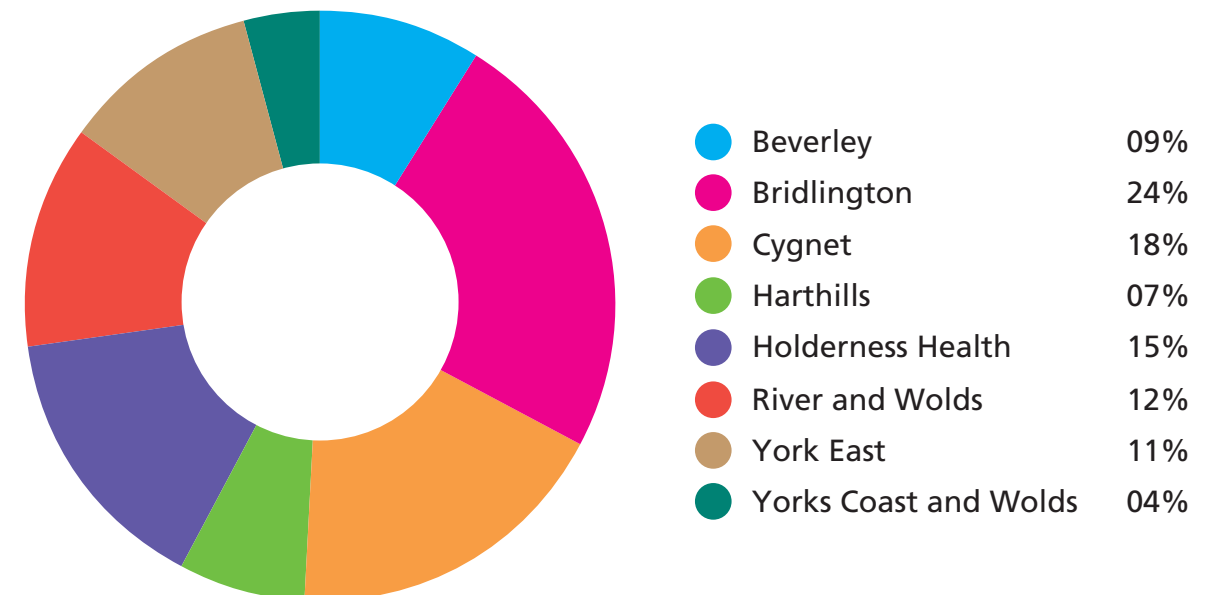 Beverley 09%
Bridlington 24%
Cygnet 18%
Harthills 07%
Holderness Health 15%
River and Wolds 12%
York East 11%
Yorks Coast and Wolds 04%